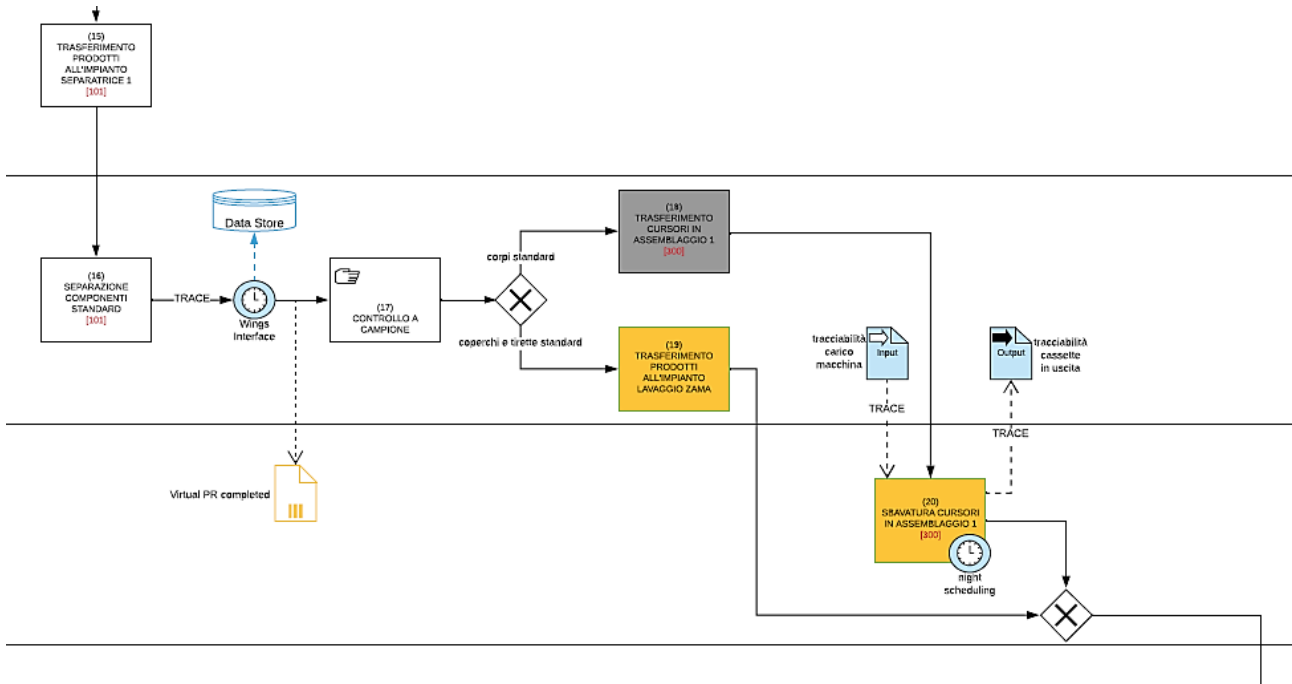 (15)
TRASFERIMENTO
PRODOTTI
ALL'IMPIANTO
SEPARATRICE 1
[101]
Data Store
(16)
SEPARAZIONE
COMPONENTI
STANDARD
[101]
TRACE
Wings
Interface
(17)
CONTROLLO A
CAMPIONE
corpi standard
coperchi e tirette standard
(18)
TRASFERIMENTO
CURSORI IN
ASSEMBLAGGIO 1
[300]
(19)
TRASFERIMENTO
PRODOTTI
ALL'IMPIANTO
LAVAGGIO ZAMA
tracciabilità
carico
macchina
Input
TRACE
Output
tracciabilità
cassette
in uscita
TRACE
Virtual PR completed
(20)
SBAVATURA CURSORI
IN ASSEMBLAGGIO 1
[300]
night
scheduling